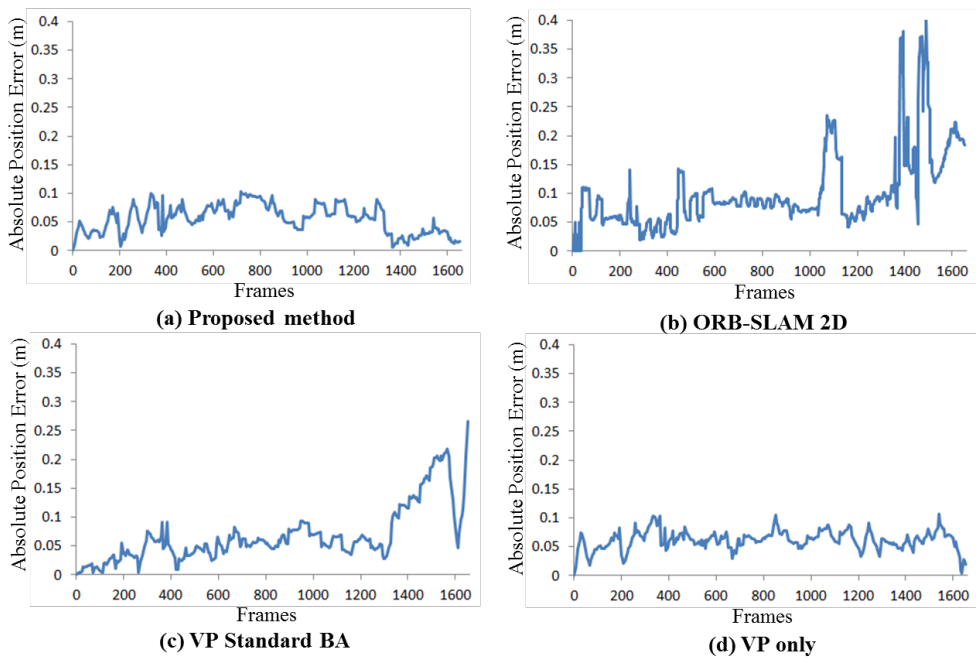 Absolute Position Error (m)
0.4
0.35
0.3
0.25
0.2
0.15
0.1
0.05
0
0 200 400 600 800 1000 1200 1400 1600
Frames
(a) Proposed method
Absolute Position Error (m)
0.4
0.35
0.3
0.25
0.2
0.15
0.1
0.05
0
0 200 400 600 800 1000 1200 1400 1600
Frames
(b) ORB-SLAM 2D
Absolute Position Error (m)
0.4
0.35
0.3
0.25
0.2
0.15
0.1
0.05
0
0 200 400 600 800 1000 1200 1400 1600
Frames
(c) VP Standard BA
Absolute Position Error (m)
0.4
0.35
0.3
0.25
0.2
0.15
0.1
0.05
0
0 200 400 600 800 1000 1200 1400 1600
Frames
(d) VP only